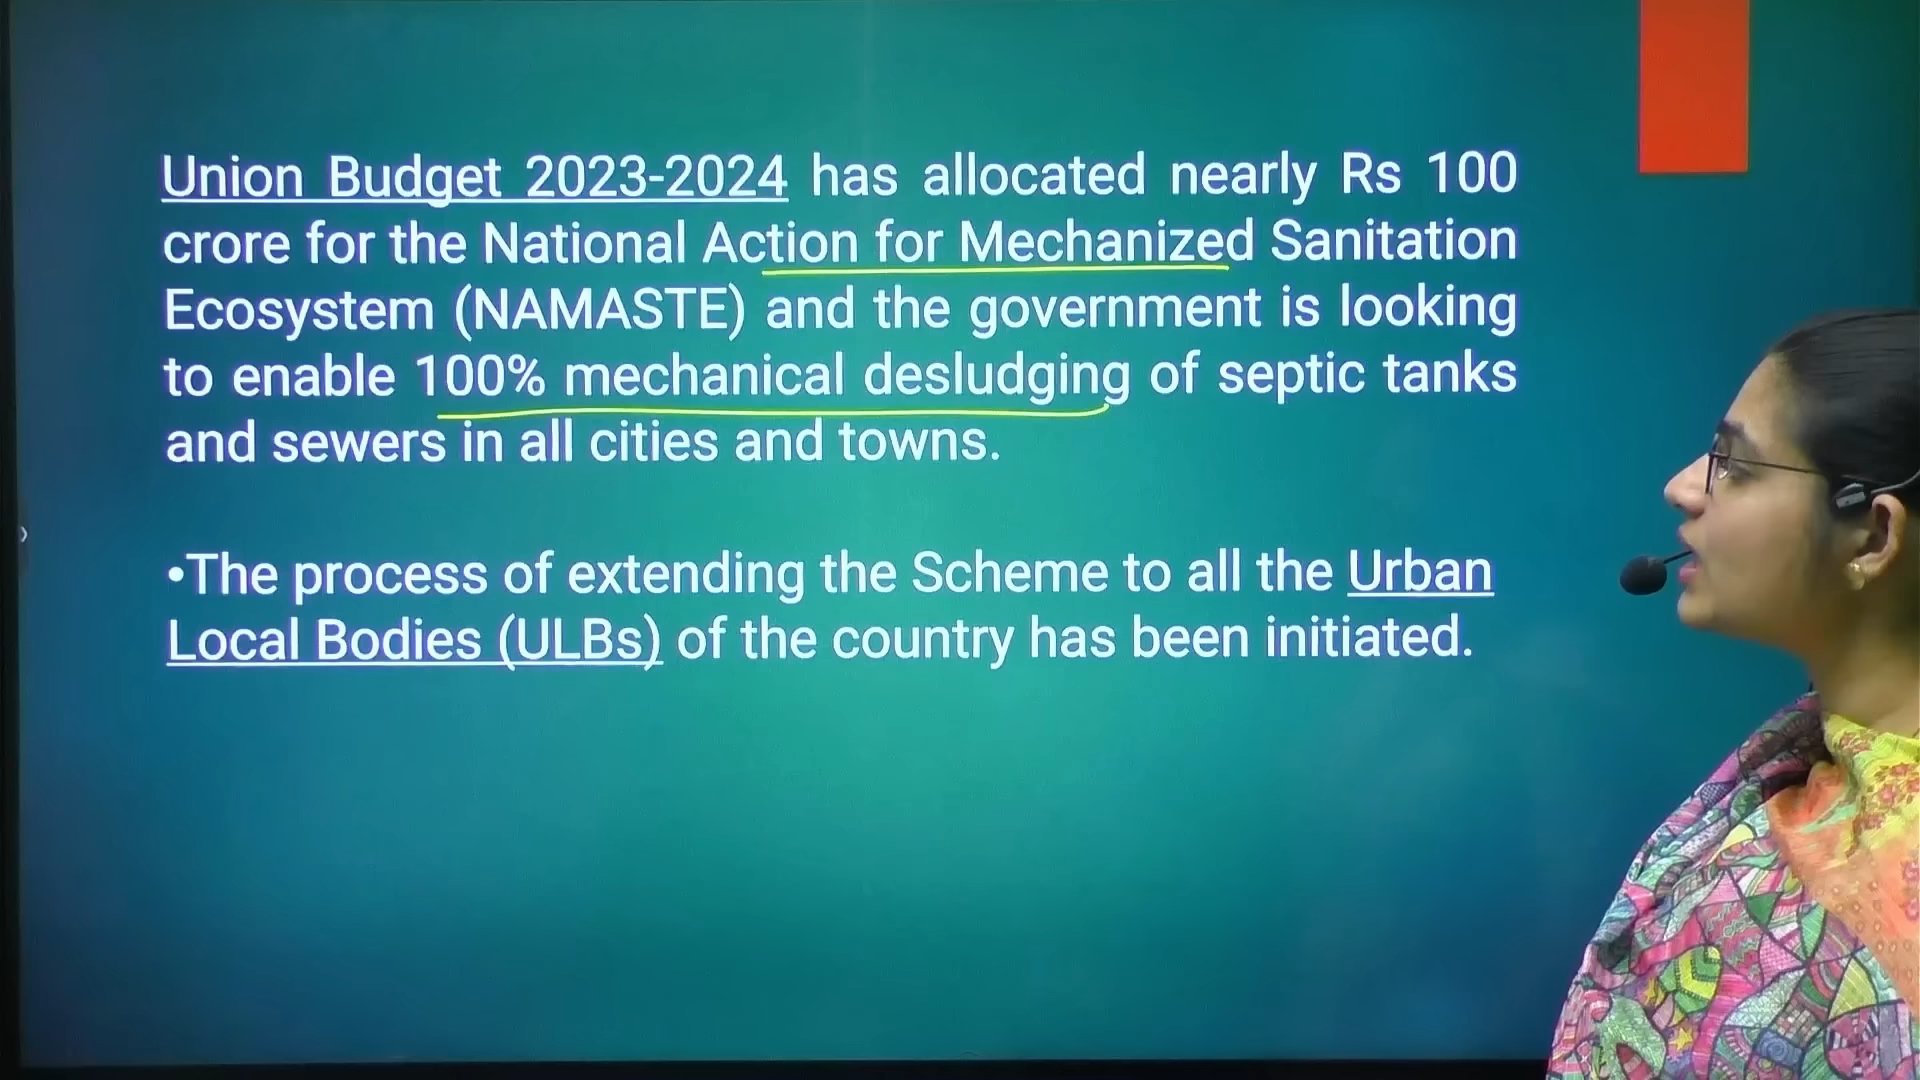 Union Budget 2023-2024 has allocated nearly Rs 100
crore for the National Action for Mechanized Sanitation
Ecosystem (NAMASTE) and the government is looking
to enable 100% mechanical desludging of septic tanks
and sewers in all cities and towns.
•The process of extending the Scheme to all the Urban
Local Bodies (ULBs) of the country has been initiated.